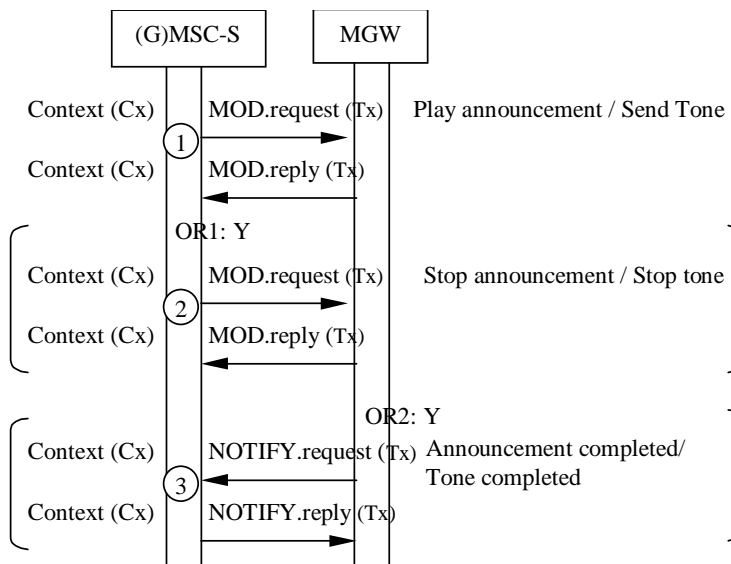 (G)MSC-S MGW
Context (Cx) MOD.request (Tx) Play announcement / Send Tone
1
Context (Cx) MOD.reply (Tx)
OR1: Y
Context (Cx) MOD.request (Tx) Stop announcement / Stop tone
2
Context (Cx) MOD.reply (Tx)
OR2: Y
Context (Cx) NOTIFY.request (Tx) Announcement completed/
Tone completed
3
Context (Cx) NOTIFY.reply (Tx)